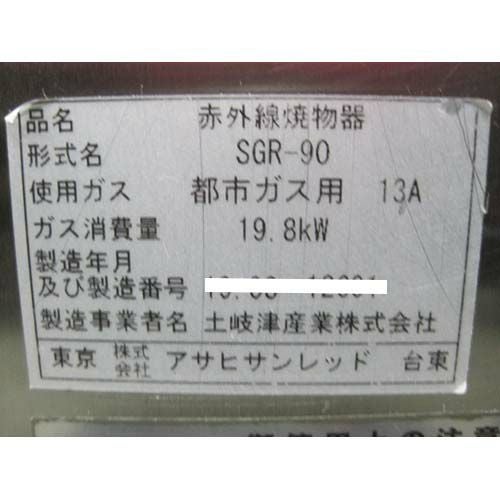 品名 赤外線焼物器
形式名 SGR-90
使用ガス 都市ガス用 13A
ガス消費量 19.8kW
製造年月
及び製造番号
製造事業者名 土岐津産業株式会社
東京 株式会社 アサヒサンレッド 台東